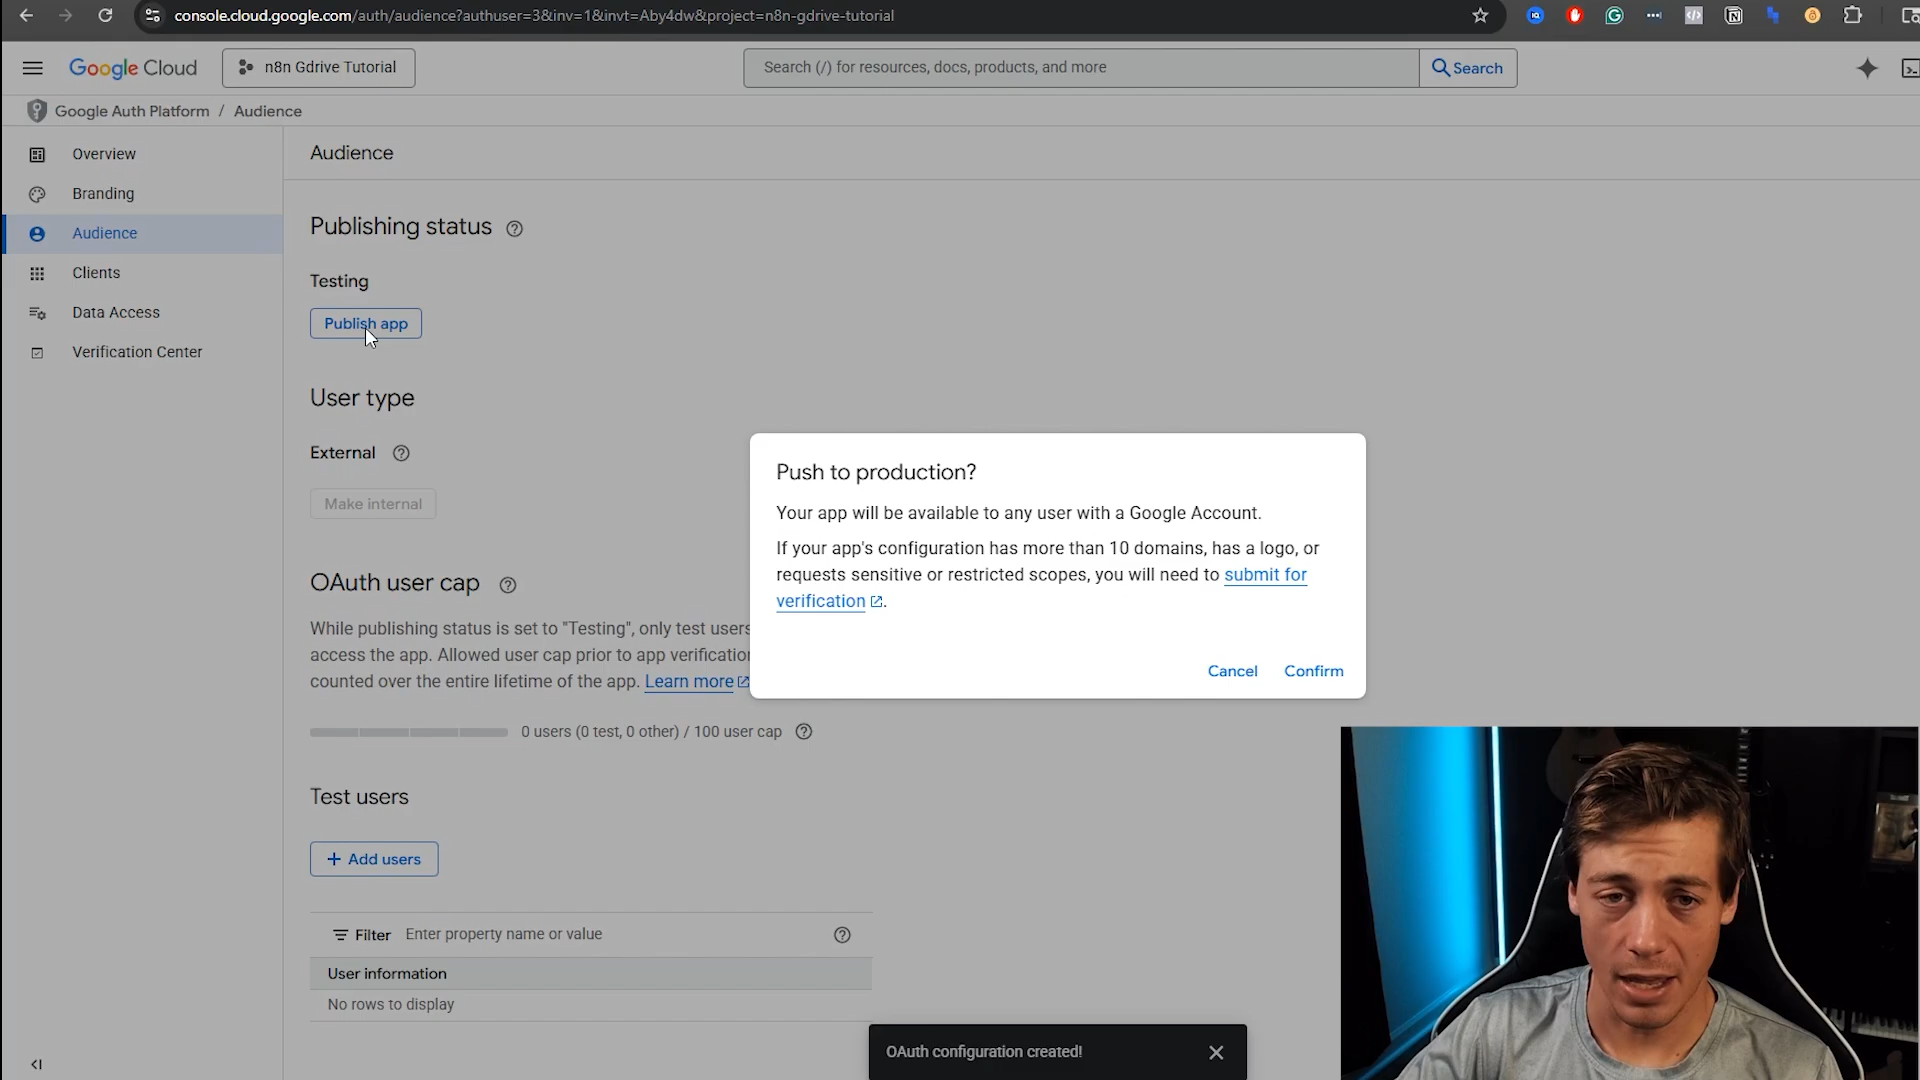 console.cloud.google.com/auth/audience?authuser=3&inv=1&invt=Aby4dw&project=n8n-gdrive-tutorial
Google Cloud
n8n Gdrive Tutorial
Search (/) for resources, docs, products, and more
Search
Google Auth Platform / Audience
Overview
Branding
Audience
Clients
Data Access
Verification Center
Audience
Publishing status
Testing
Publish app
User type
External
Make internal
OAuth user cap
While publishing status is set to "Testing", only test users
access the app. Allowed user cap prior to app verification
counted over the entire lifetime of the app. Learn more
0 users (0 test, 0 other) / 100 user cap
Test users
+ Add users
Filter Enter property name or value
User information
No rows to display
Push to production?
Your app will be available to any user with a Google Account.
If your app's configuration has more than 10 domains, has a logo, or
requests sensitive or restricted scopes, you will need to submit for
verification.
Cancel Confirm
OAuth configuration created!